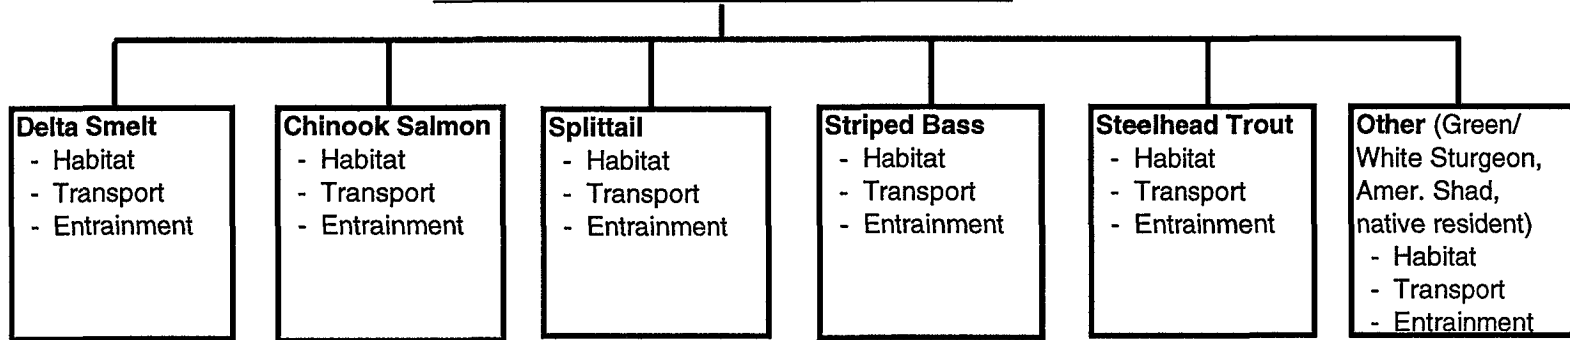 Delta Smelt
- Habitat
- Transport
- Entrainment
Chinook Salmon
- Habitat
- Transport
- Entrainment
Splittail
- Habitat
- Transport
- Entrainment
Striped Bass
- Habitat
- Transport
- Entrainment
Steelhead Trout
- Habitat
- Transport
- Entrainment
Other (Green/
White Sturgeon,
Amer. Shad,
native resident)
- Habitat
- Transport
- Entrainment